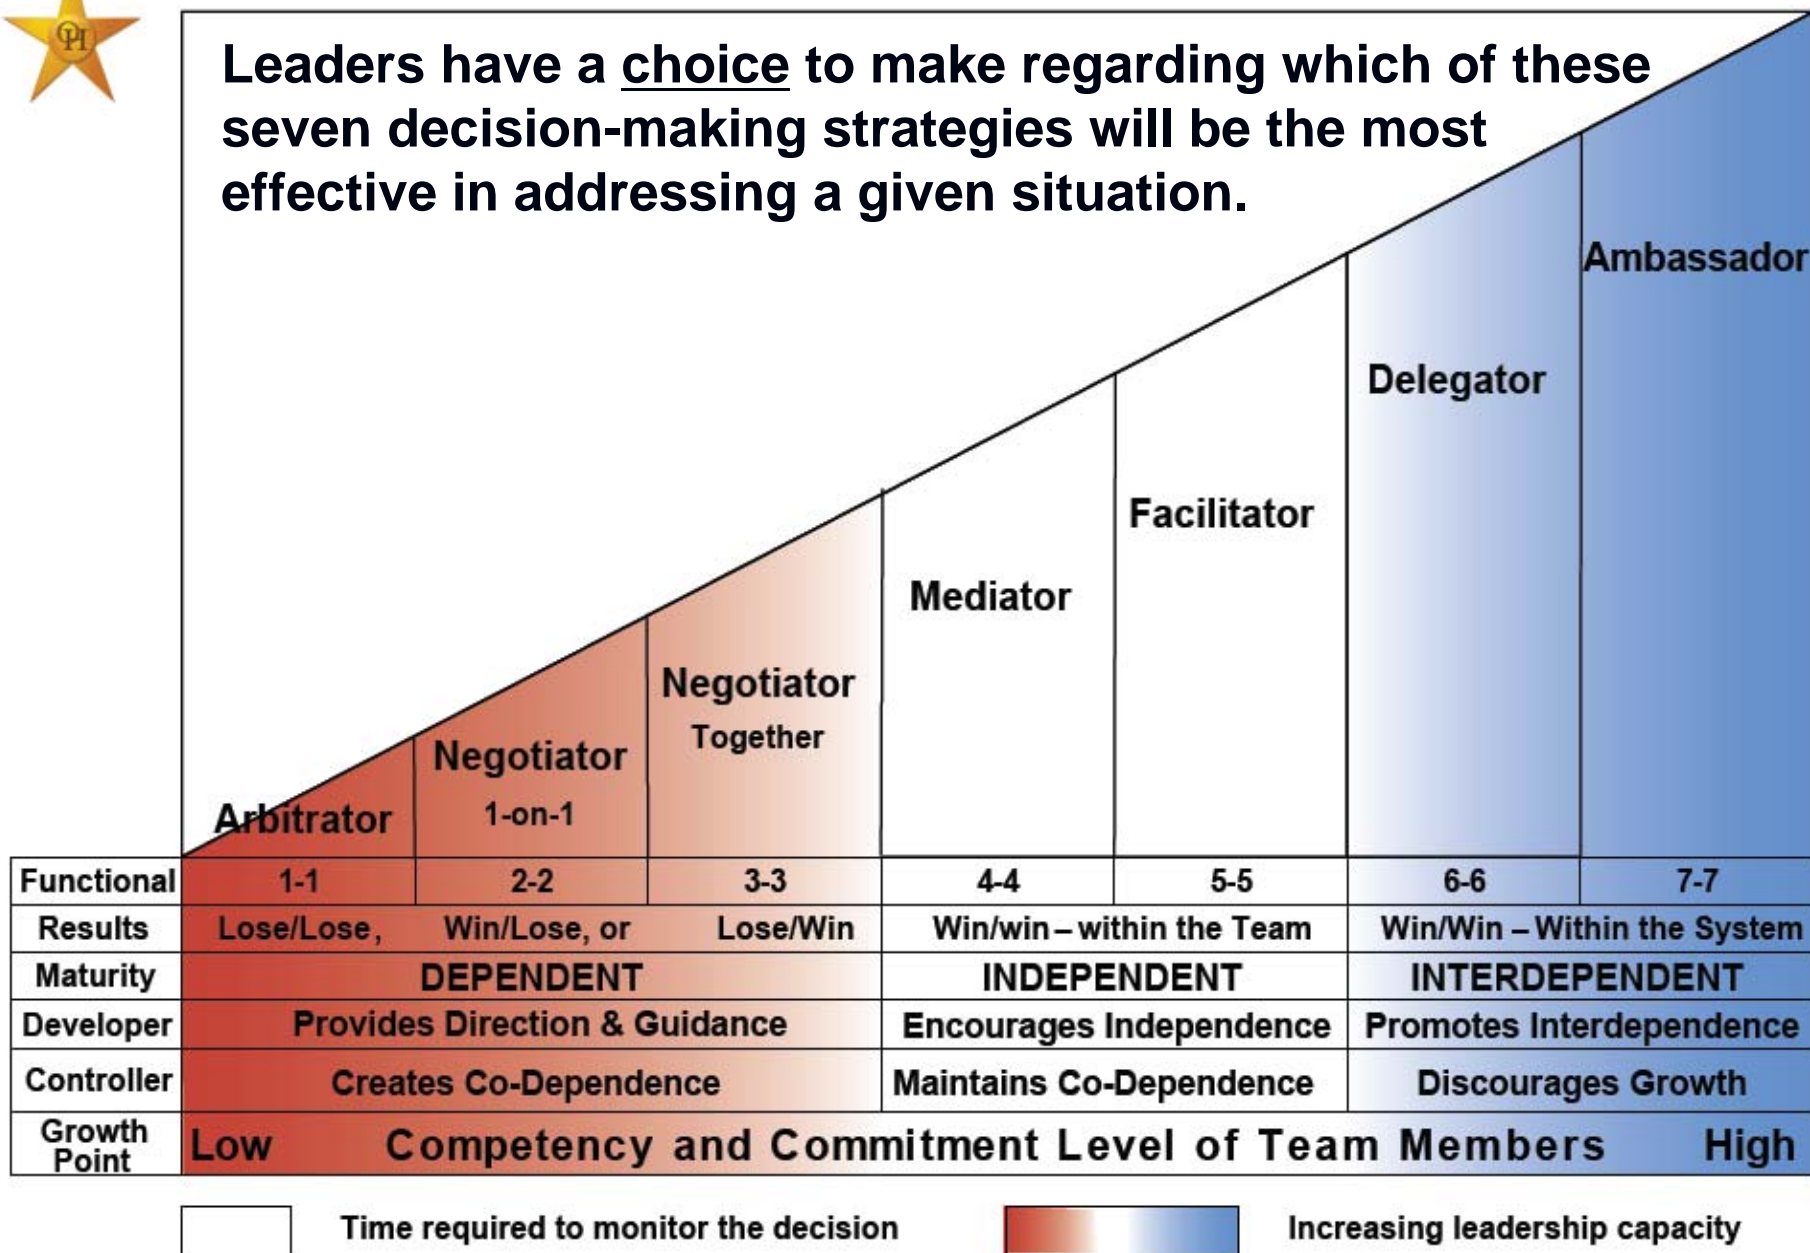 Leaders have a choice to make regarding which of these
seven decision-making strategies will be the most
effective in addressing a given situation.
Ambassador
Delegator
Facilitator
Mediator
Negotiator
Together
Negotiator
1-on-1
Arbitrator
Functional 1-1 2-2 3-3 4-4 5-5 6-6 7-7
Results Lose/Lose, Win/Lose, or Lose/Win Win/win – within the Team Win/Win – Within the System
Maturity DEPENDENT INDEPENDENT INTERDEPENDENT
Developer Provides Direction & Guidance Encourages Independence Promotes Interdependence
Controller Creates Co-Dependence Maintains Co-Dependence Discourages Growth
Growth
Point
Low Competency and Commitment Level of Team Members High
Time required to monitor the decision Increasing leadership capacity